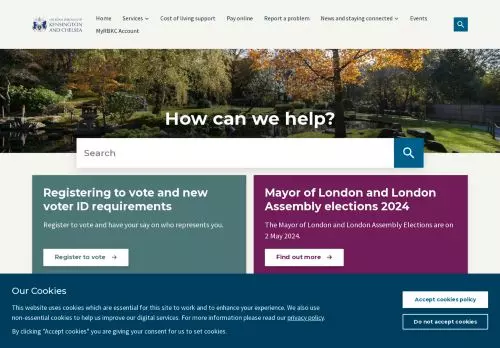 THE ROYAL BOROUGH OF
KENSINGTON
AND CHELSEA
Home
Services
Cost of living support
Pay online
Report a problem
News and staying connected
Events
MyRBKC Account
How can we help?
Search
Registering to vote and new
voter ID requirements
Register to vote and have your say on who represents you.
Register to vote
Mayor of London and London
Assembly elections 2024
The Mayor of London and London Assembly Elections are on
2 May 2024.
Find out more
Our Cookies
This website uses cookies which are essential for this site to work and to enhance your experience. We also use
non-essential cookies to help us improve our digital services. For more information please read our privacy policy.
By clicking "Accept cookies" you are giving your consent for us to set cookies.
Accept cookies policy
Do not accept cookies